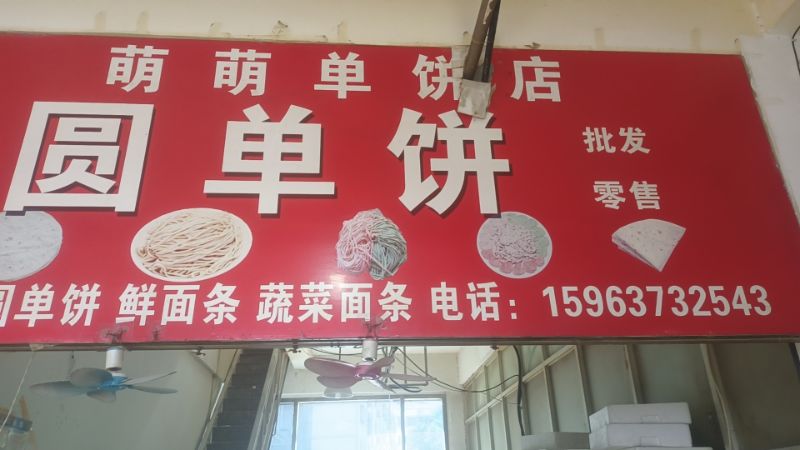 萌萌单饼店
圆单饼
批发
零售
圆单饼 鲜面条 蔬菜面条 电话：15963732543